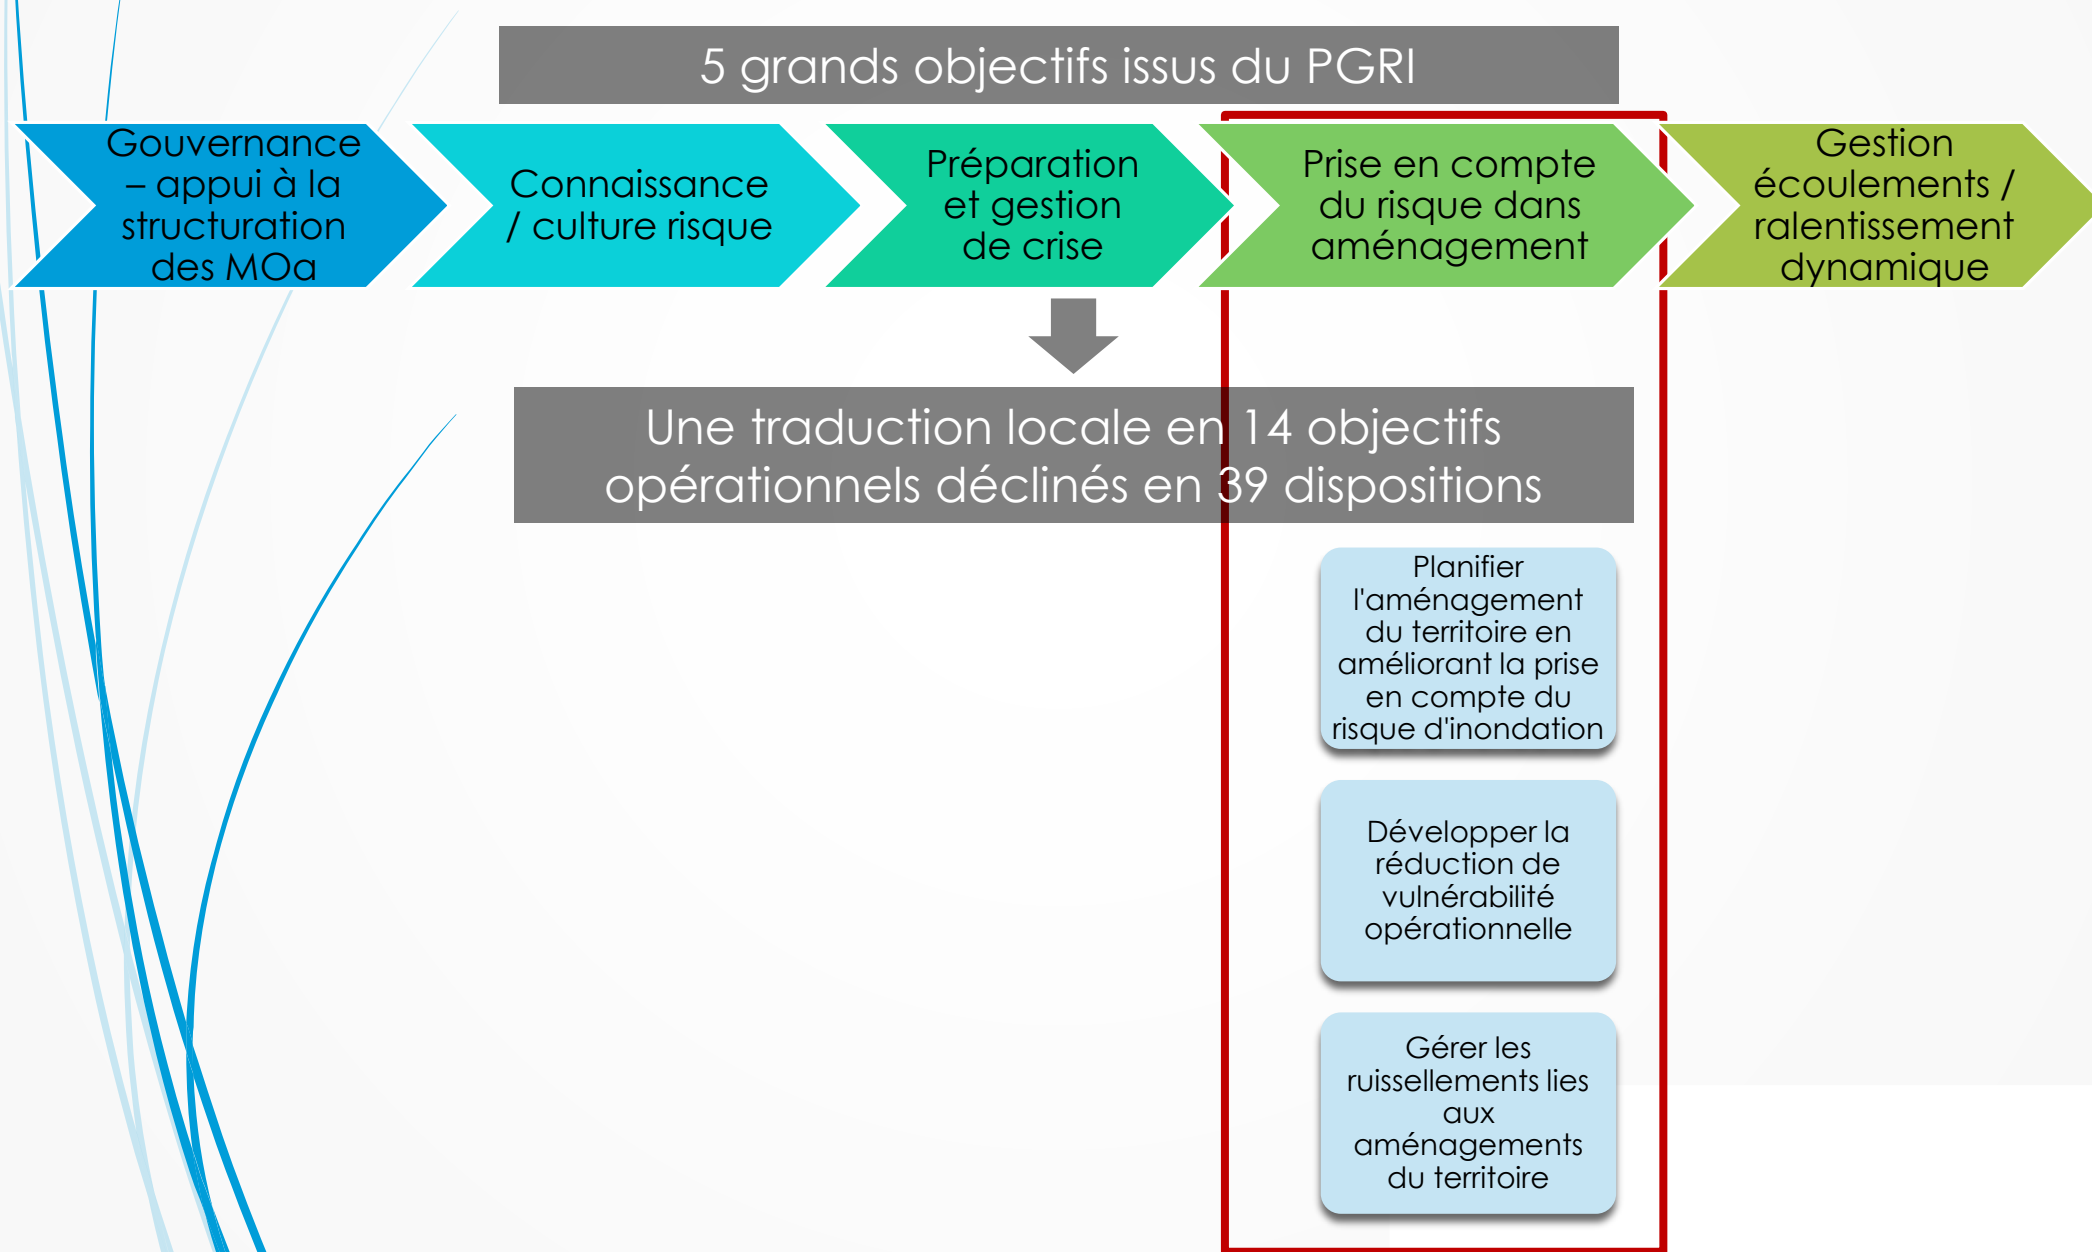 5 grands objectifs issus du PGRI
Gouvernance
– appui à la
structuration
des MOa
Connaissance
/ culture risque
Préparation
et gestion
de crise
Prise en compte
du risque dans
aménagement
Gestion
écoulements /
ralentissement
dynamique
Une traduction locale en 14 objectifs
opérationnels déclinés en 39 dispositions
Planifier
l'aménagement
du territoire en
améliorant la prise
en compte du
risque d'inondation
Développer la
réduction de
vulnérabilité
opérationnelle
Gérer les
ruissellements lies
aux
aménagements
du territoire